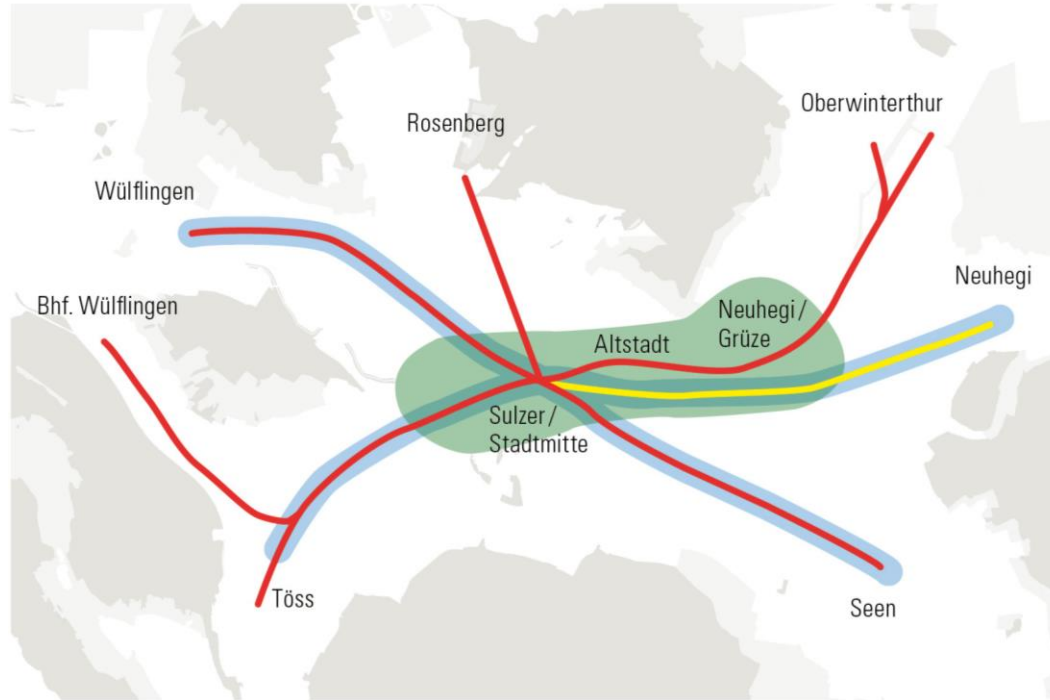 Oberwinterthur
Rosenberg
Wülflingen
Neuhegi
Bhf. Wülflingen
Neuhegi /
Grüze
Altstadt
Sulzer /
Stadtmitte
Töss
Seen